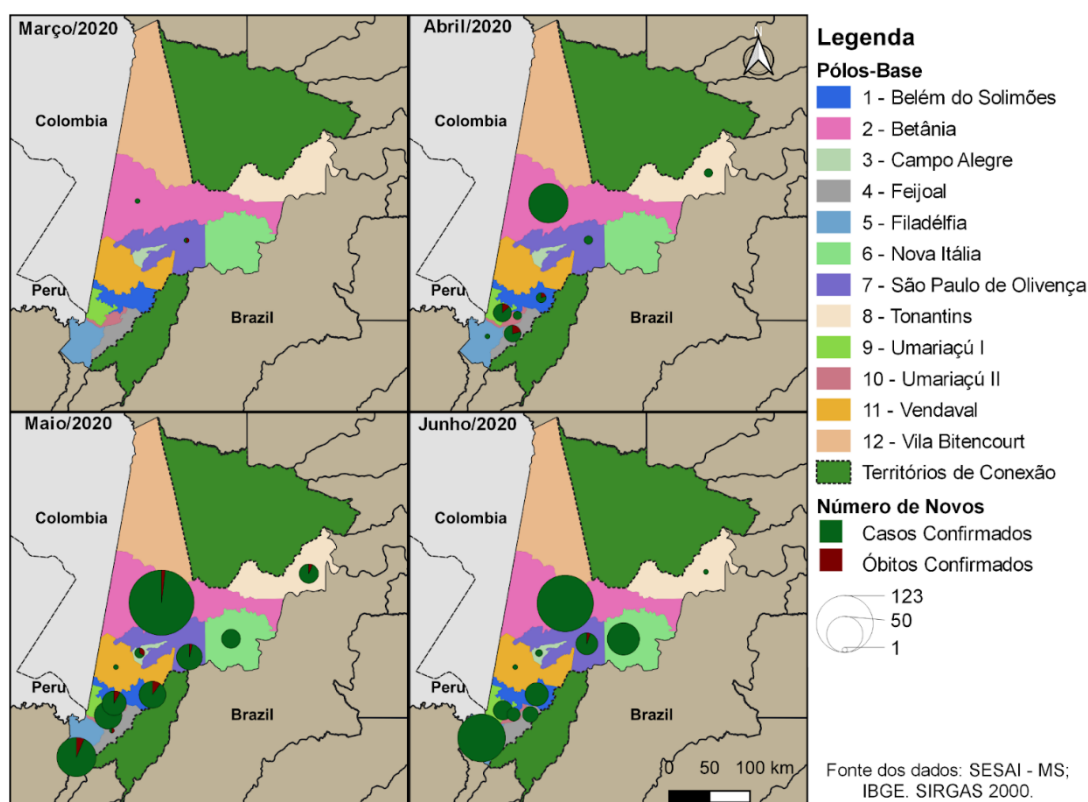 Março/2020
Colombia
Peru
Brazil
Abril/2020
N
Colombia
Peru
Brazil
Maio/2020
Colombia
Peru
Brazil
Junho/2020
Colombia
Peru
Brazil
0 50 100 km
Legenda
Pólos-Base
1 - Belém do Solimões
2 - Betânia
3 - Campo Alegre
4 - Feijoal
5 - Filadélfia
6 - Nova Itália
7 - São Paulo de Olivença
8 - Tonantins
9 - Umariaçú I
10 - Umariaçú II
11 - Vendaval
12 - Vila Bitencourt
Territórios de Conexão
Número de Novos
Casos Confirmados
Óbitos Confirmados
123
50
1
Fonte dos dados: SESAI - MS;
IBGE. SIRGAS 2000.